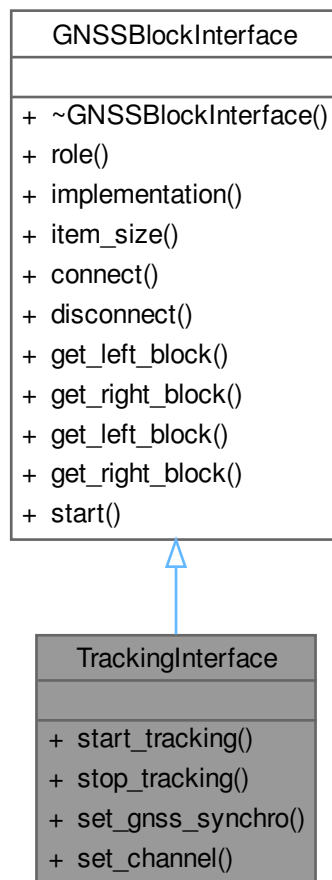 GNSSBlockInterface
+ ~GNSSBlockInterface()
+ role()
+ implementation()
+ item_size()
+ connect()
+ disconnect()
+ get_left_block()
+ get_right_block()
+ get_left_block()
+ get_right_block()
+ start()
TrackingInterface
+ start_tracking()
+ stop_tracking()
+ set_gnss_synchro()
+ set_channel()